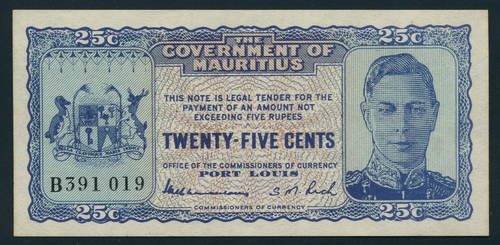 25c 25c
THE
GOVERNMENT OF
MAURITIUS
THIS NOTE IS LEGAL TENDER FOR THE
PAYMENT OF AN AMOUNT NOT
EXCEEDING FIVE RUPEES
TWENTY-FIVE CENTS
OFFICE OF THE COMMISSIONERS OF CURRENCY
PORT LOUIS
B391 019
COMMISSIONERS OF CURRENCY
25c 25c